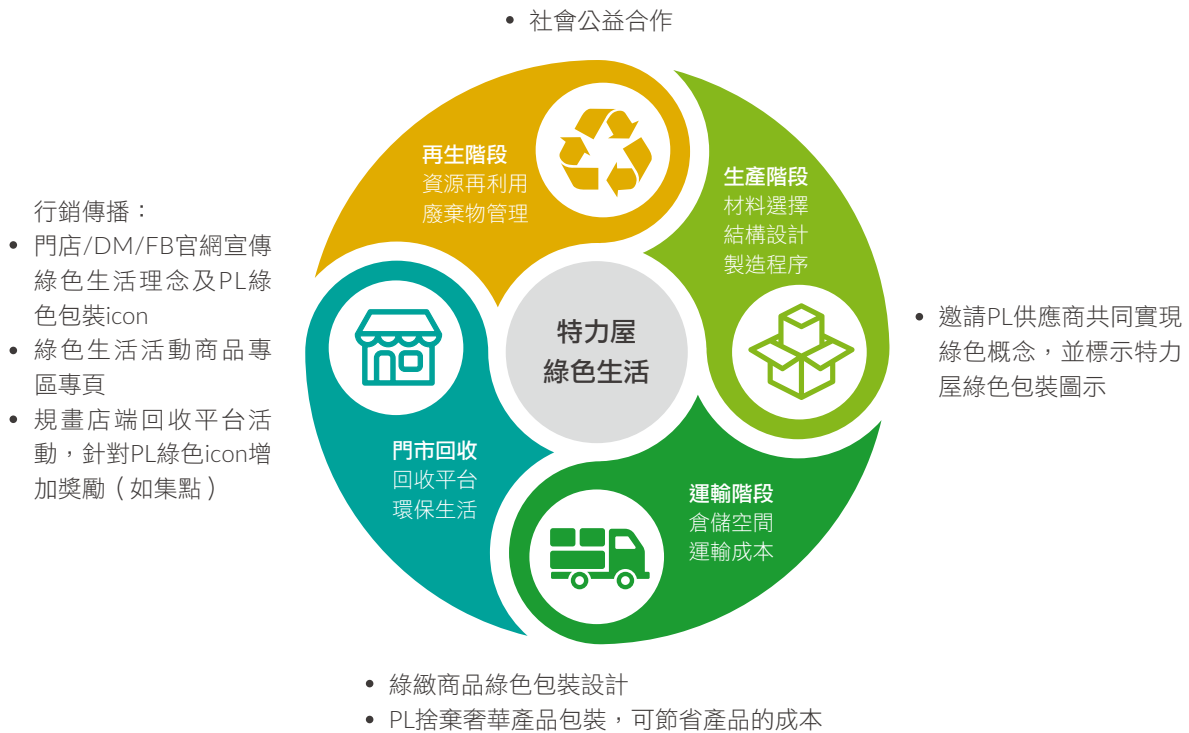 • 社會公益合作
再生階段
資源再利用
廢棄物管理
生產階段
材料選擇
結構設計
製造程序
行銷傳播：
• 門店/DM/FB官網宣傳
綠色生活理念及PL綠
色包裝icon
• 綠色生活活動商品專
區專頁
• 規畫店端回收平台活
動，針對PL綠色icon增
加獎勵（如集點）
特力屋
綠色生活
• 邀請PL供應商共同實現
綠色概念，並標示特力
屋綠色包裝圖示
門市回收
回收平台
環保生活
運輸階段
倉儲空間
運輸成本
• 綠緻商品綠色包裝設計
• PL捨棄奢華產品包裝，可節省產品的成本